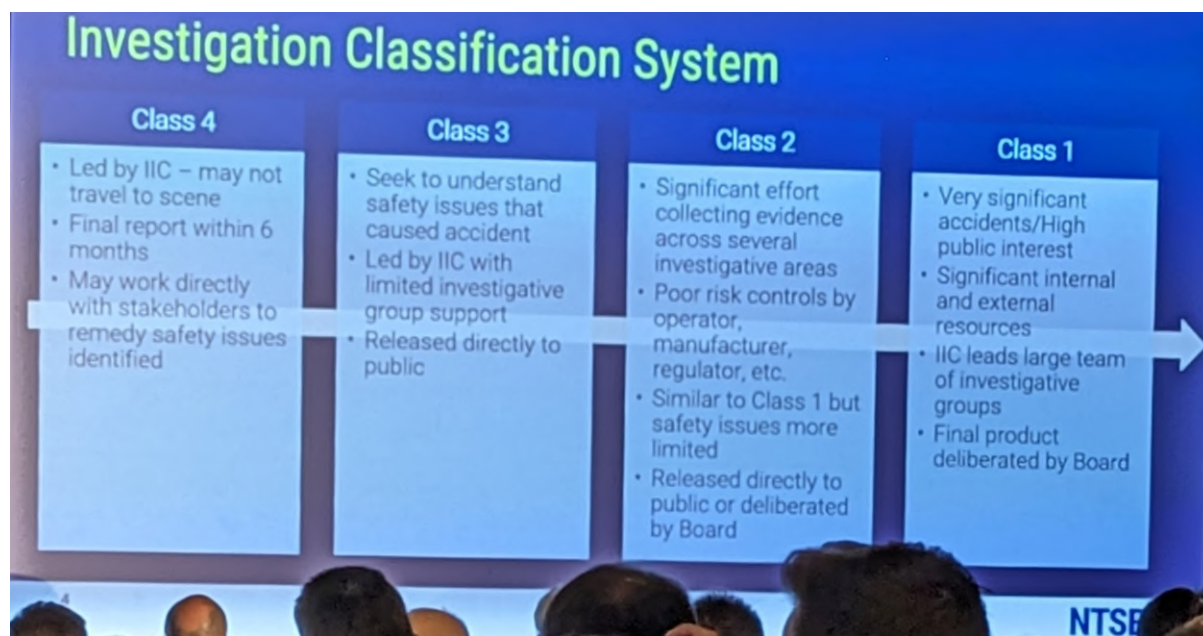 Investigation Classification System
Class 4
• Led by IIC – may not
travel to scene
• Final report within 6
months
• May work directly
with stakeholders to
remedy safety issues
identified
Class 3
• Seek to understand
safety issues that
caused accident
• Led by IIC with
limited investigative
group support
• Released directly to
public
Class 2
• Significant effort
collecting evidence
across several
investigative areas
• Poor risk controls by
operator,
manufacturer,
regulator, etc.
• Similar to Class 1 but
safety issues more
limited
• Released directly to
public or deliberated
by Board
Class 1
• Very significant
accidents/High
public interest
• Significant internal
and external
resources
• IIC leads large team
of investigative
groups
• Final product
deliberated by Board
4
NTSB